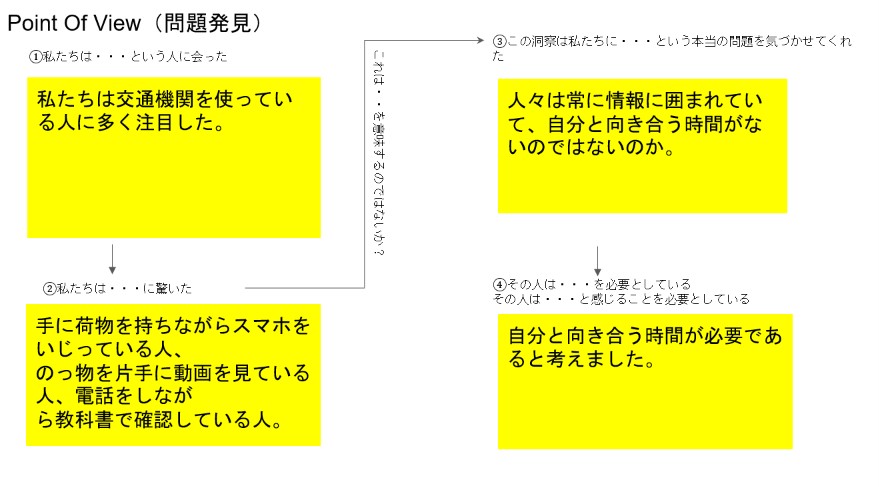 Point Of View（問題発見）
①私たちは・・・という人に会った
私たちは交通機関を使ってい
る人に多く注目した。
②私たちは・・・に驚いた
手に荷物を持ちながらスマホを
いじっている人、
のっ物を片手に動画を見ている
人、電話をしなが
ら教科書で確認している人。
これは・・を意味するのではないか？
③この洞察は私たちに・・・という本当の問題を気づかせてくれ
た
人々は常に情報に囲まれてい
て、自分と向き合う時間がな
いのではないのか。
④その人は・・・を必要としている
その人は・・・と感じることを必要としている
自分と向き合う時間が必要であ
ると考えました。